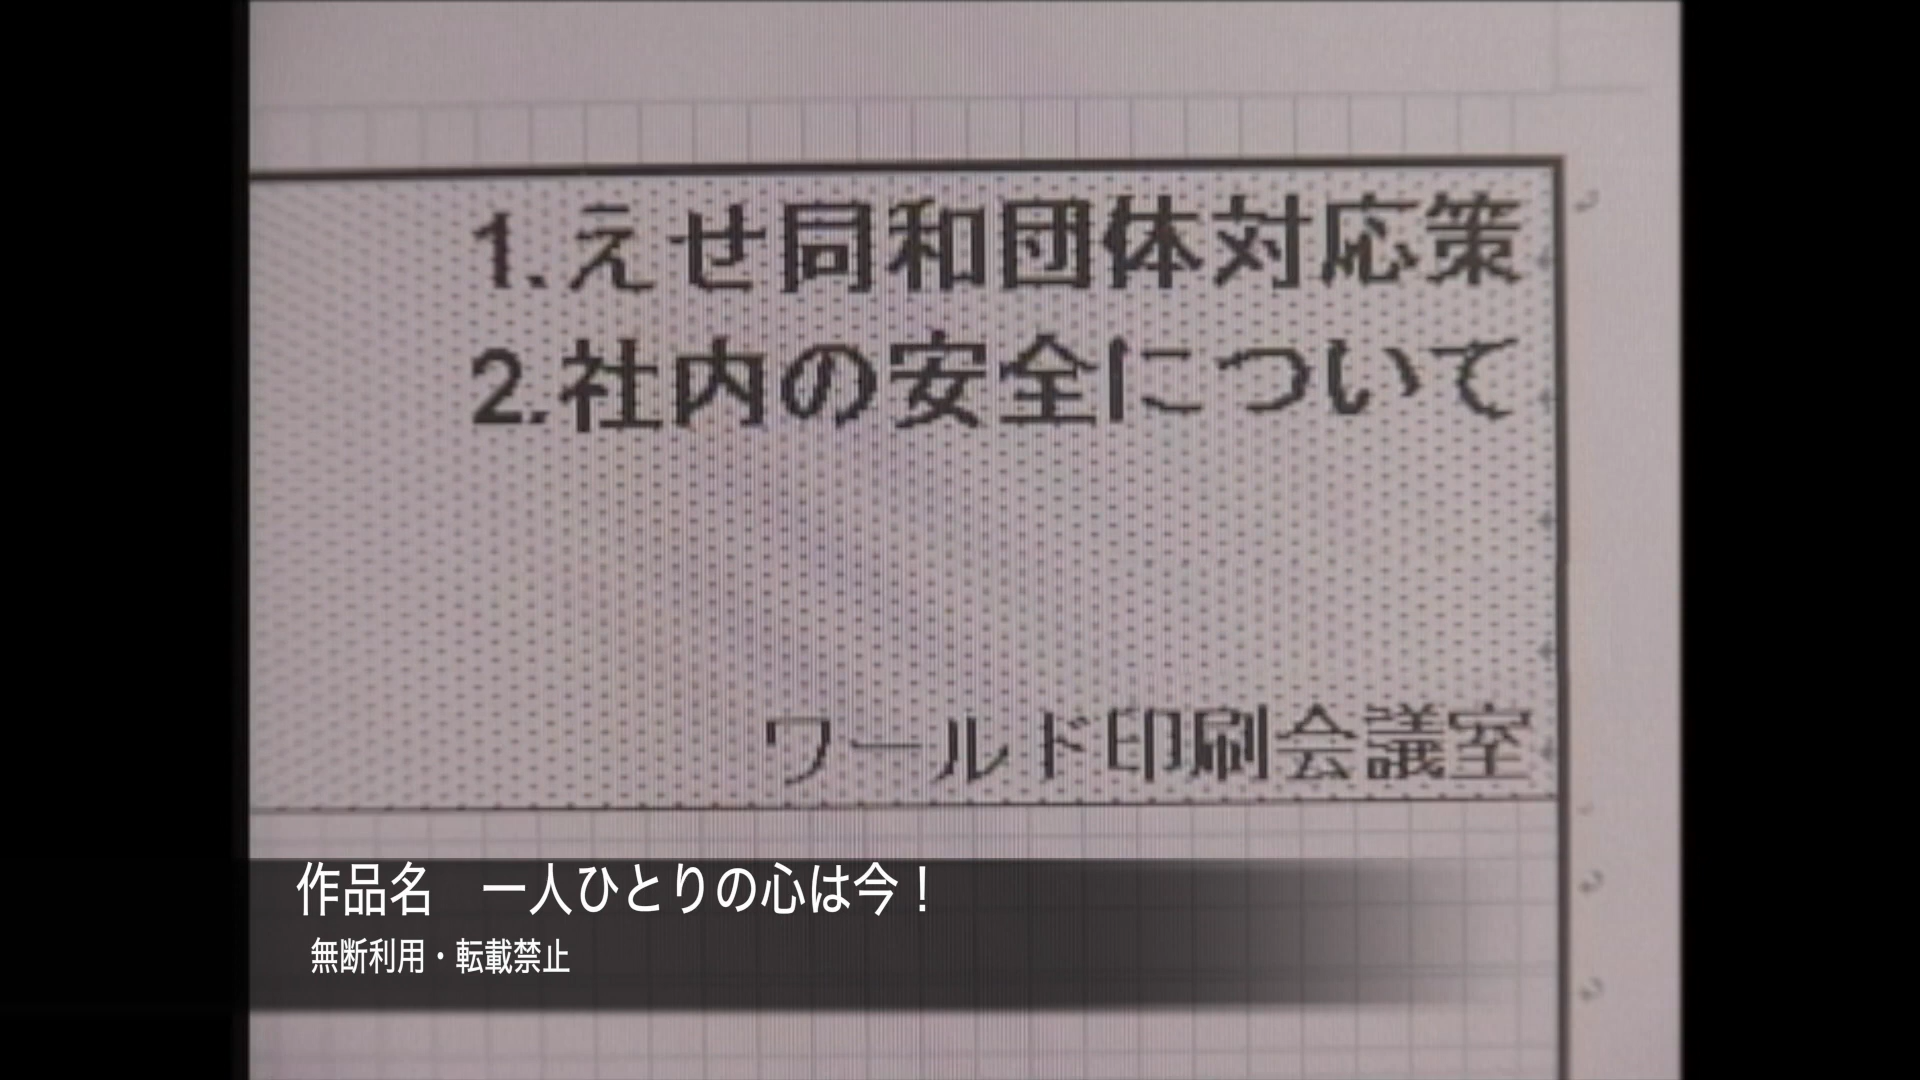 1.えせ同和団体対応策
2.社内の安全について
ワールド印刷会議室
作品名　一人ひとりの心は今！
無断利用・転載禁止